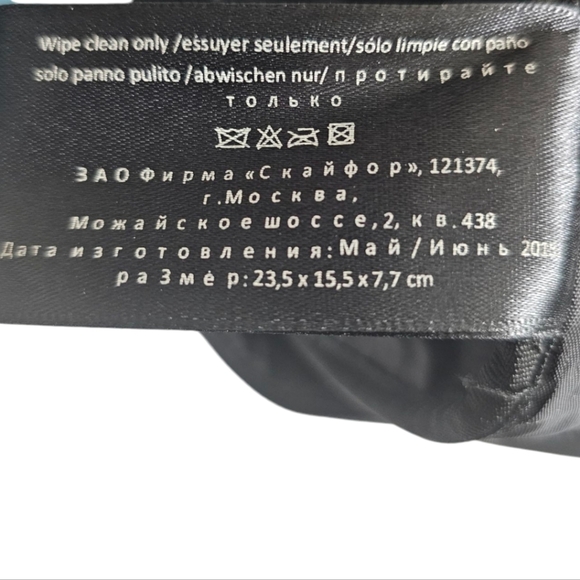 Wipe clean only /essuyer seulement/sólo limpie con paño
solo panno pulito /abwischen nur/ протирайте
только
ЗАО Фирма «Скайфор», 121374,
г.Москва,
Можайское шоссе,2, кв.438
Дата изготовления: Май/Июнь
размер: 23,5 x 15,5 x 7,7 cm